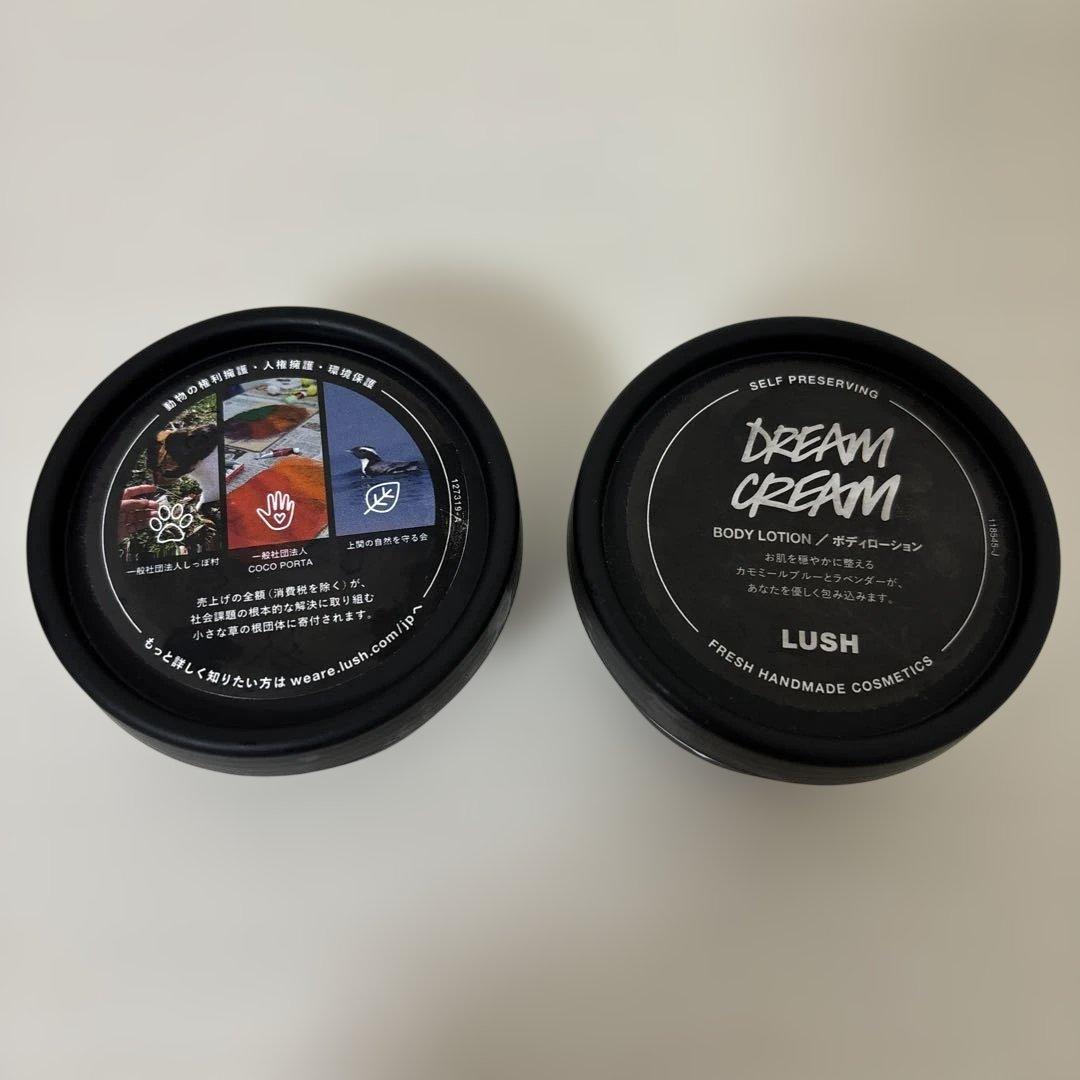 動物の権利擁護・人権擁護・環境保護
一般社団法人しっぽ村
一般社団法人
COCO PORTA
上関の自然を守る会
127319-A
売上げの全額(消費税を除く)が、
社会課題の根本的な解決に取り組む
小さな草の根団体に寄付されます。
もっと詳しく知りたい方は weare.lush.com/jpへ
SELF PRESERVING
DREAM
CREAM
BODY LOTION / ボディローション
お肌を穏やかに整える
カモミールブルーとラベンダーが、
あなたを優しく包み込みます。
118545-J
LUSH
FRESH HANDMADE COSMETICS